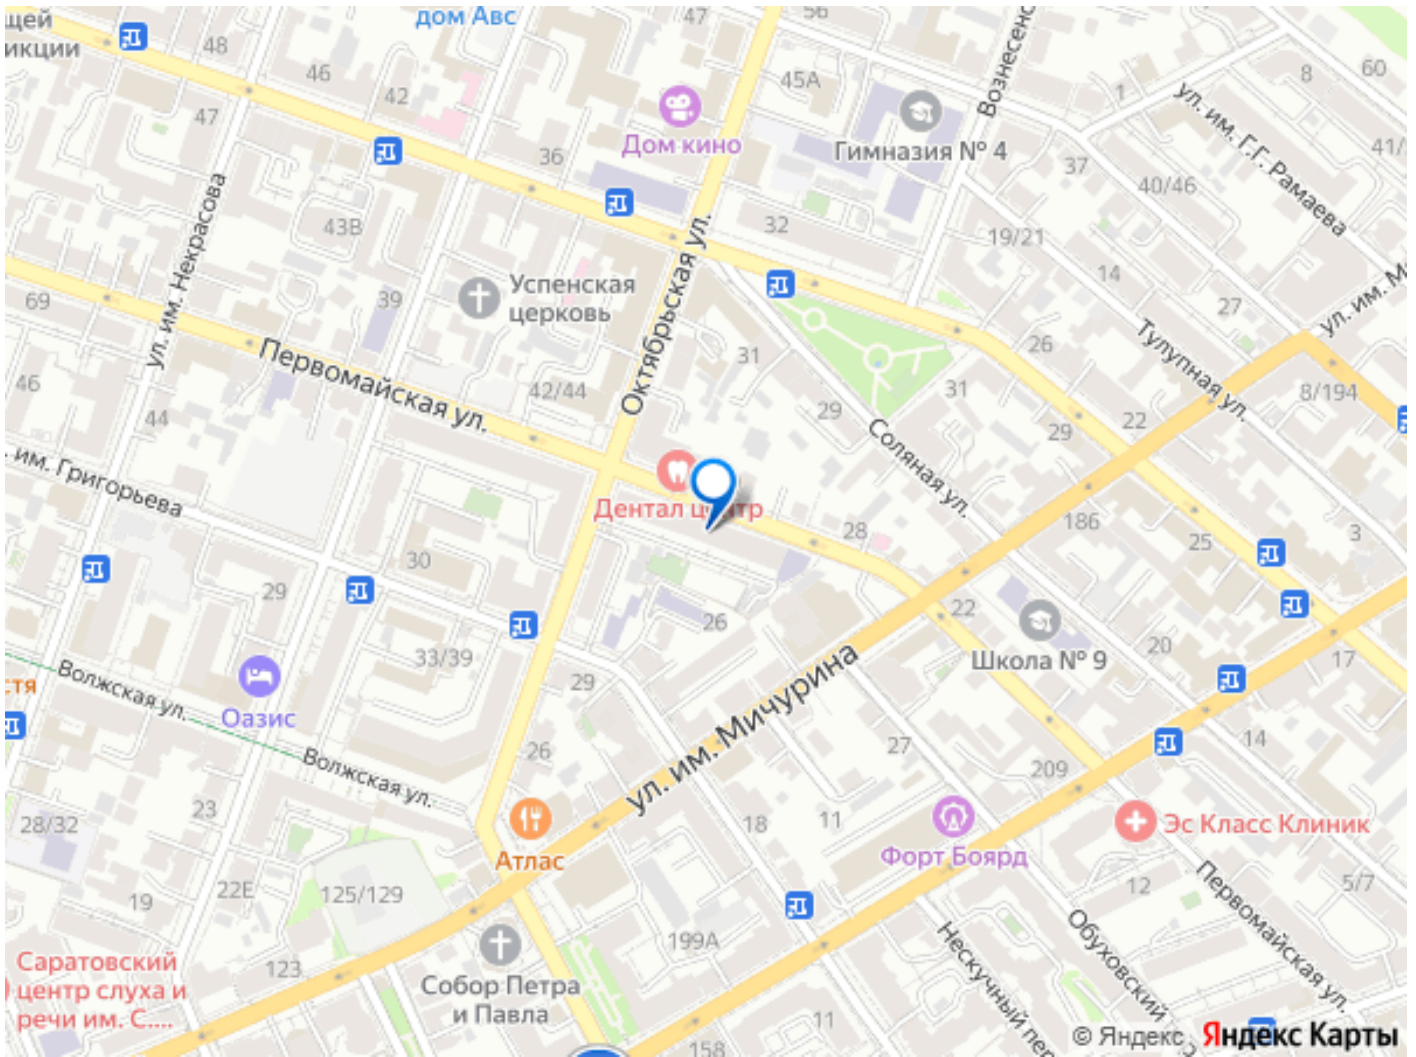 щей
икции
дом Авс
47
56
48
46
42
47
45А
Вознесенс
8
60
1
ул. им. Г.Г. Рамаева
Дом кино
Гимназия № 4
36
37
40/46
41/
ул. им. Некрасова
43В
32
19/21
Октябрьская ул.
14
Успенская
церковь
69
39
27
ул. им. М
Тулупная ул.
26
31
Первомайская ул.
42/44
46
44
31
29
22
29
8/194
Соляная ул.
. им. Григорьева
Дентал центр
28
186
25
3
30
29
26
22
Школа № 9
20
17
33/39
Волжская ул.
стя
Оазис
29
ул. им. Мичурина
26
27
14
209
Волжская ул.
23
28/32
18
11
Атлас
Форт Боярд
Эс Класс Клиник
22Е
125/129
19
12
5/7
Первомайская ул.
Обуховский
Нескучный пер
199А
Саратовский
центр слуха и
речи им. С....
123
Собор Петра
и Павла
11
158
© Яндекс Яндекс Карты